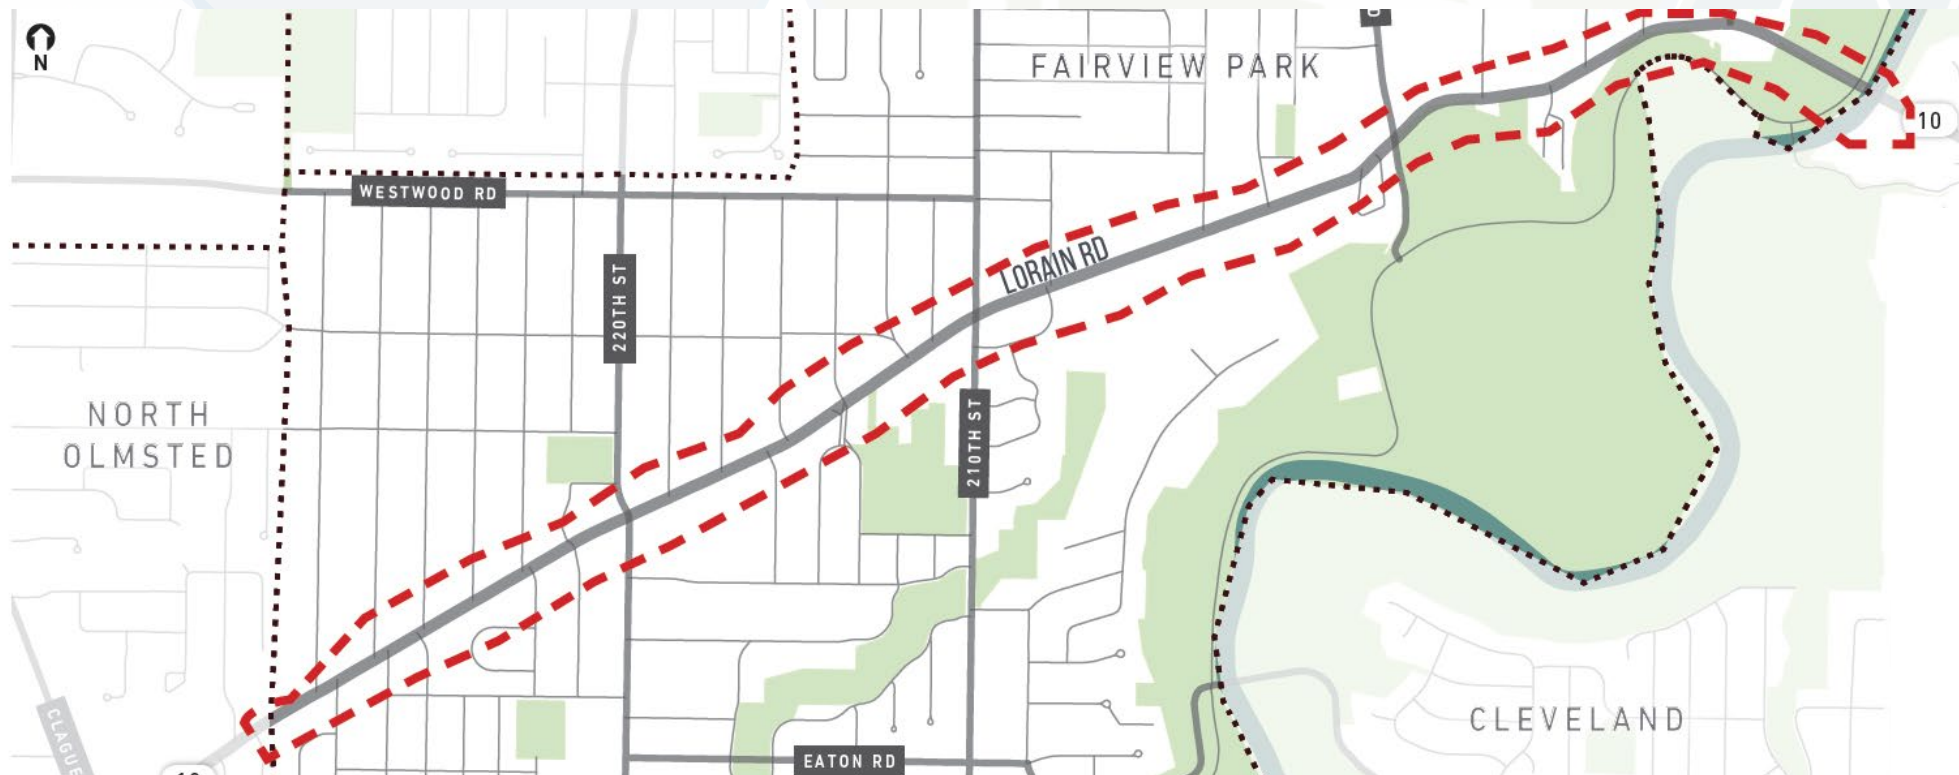 N
FAIRVIEW PARK
10
WESTWOOD RD
LORAIN RD
220TH ST
NORTH
OLMSTED
210TH ST
CLAGUE
CLEVELAND
EATON RD